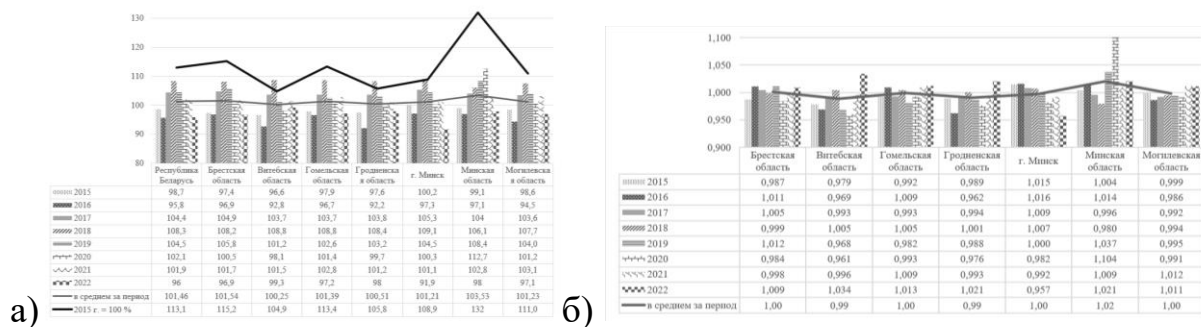 130
120
110
100
90
80
Республика Беларусь Брестская область Витебская область Гомельская область Гродненская область г. Минск Минская область Могилевская область
2015 98,7 97,4 96,6 97,9 97,6 100,2 99,1 98,6
2016 95,8 96,9 92,8 96,7 92,2 97,3 97,1 94,5
2017 104,4 104,9 103,7 103,7 103,8 105,3 104 103,6
2018 108,3 108,2 108,8 108,8 108,4 109,1 106,1 107,7
2019 104,5 105,8 101,2 102,6 103,2 104,5 108,4 104,0
2020 102,1 100,5 98,1 101,4 99,7 100,3 112,7 101,2
2021 101,9 101,7 101,5 102,8 101,2 101,1 102,8 103,1
2022 96 96,9 99,3 97,2 98 91,9 98 97,1
в среднем за период 101,46 101,54 100,25 101,39 100,51 101,21 103,53 101,23
2015 г. = 100 % 113,1 115,2 104,9 113,4 105,8 108,9 132 111,0
а)
1,100
1,050
1,000
0,950
0,900
Брестская область Витебская область Гомельская область Гродненская область г. Минск Минская область Могилевская область
2015 0,987 0,979 0,992 0,989 1,015 1,004 0,999
2016 1,011 0,969 1,009 0,962 1,016 1,014 0,986
2017 1,005 0,993 0,993 0,994 1,009 0,996 0,992
2018 0,999 1,005 1,005 1,001 1,007 0,980 0,994
2019 1,012 0,968 0,982 0,988 1,000 1,037 0,995
2020 0,984 0,961 0,993 0,976 0,982 1,104 0,991
2021 0,998 0,996 1,009 0,993 0,992 1,009 1,012
2022 1,009 1,034 1,013 1,021 0,957 1,021 1,011
в среднем за период 1,00 0,99 1,00 0,99 1,00 1,02 1,00
б)